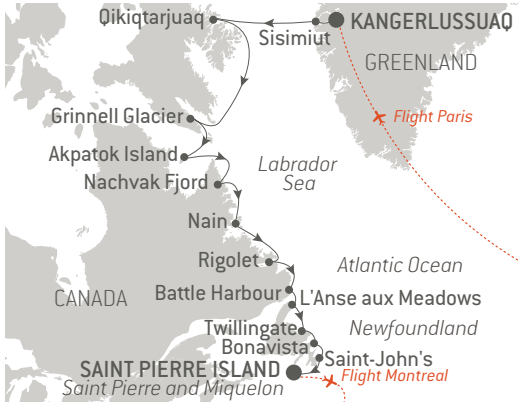 Qikiqtarjuaq
KANGERLUSSUAQ
Sisimiut
GREENLAND
Grinnell Glacier
Flight Paris
Akpatok Island
Labrador
Sea
Nachvak Fjord
Nain
Rigolet
Atlantic Ocean
Battle Harbour
CANADA
L'Anse aux Meadows
Twillingate
Newfoundland
Bonavista
Saint-John's
SAINT PIERRE ISLAND
Flight Montreal
Saint Pierre and Miquelon